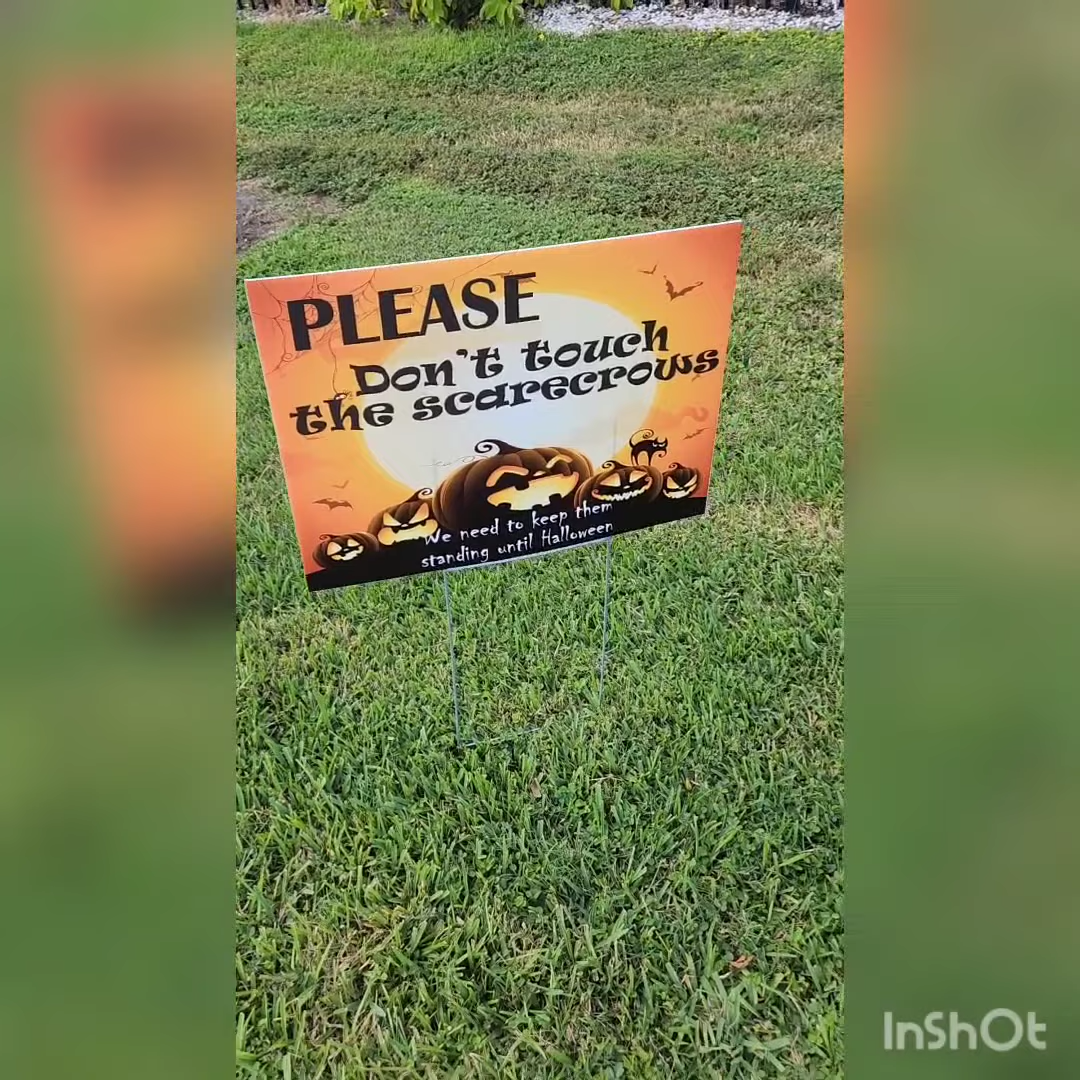 PLEASE
Don't touch
the scarecrows
We need to keep them
standing until Halloween
InShOt